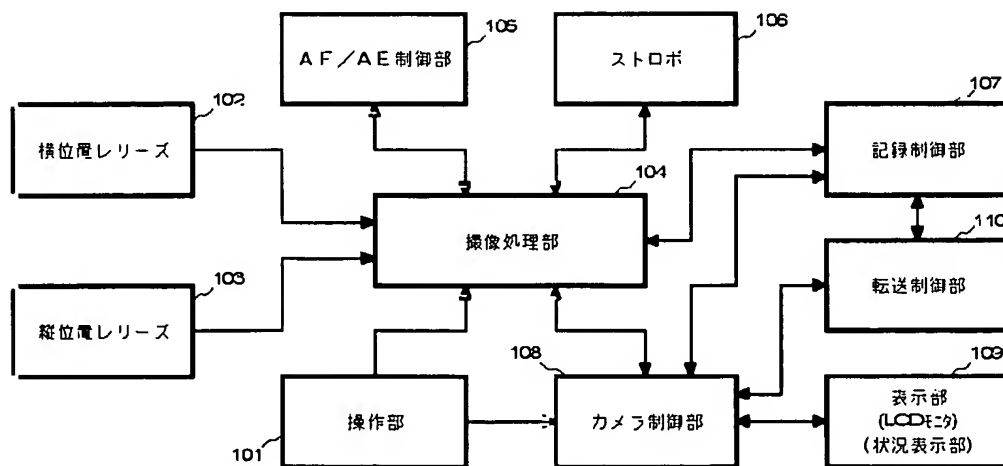 105
AF/AE制御部
106
ストロボ
102
横位置レリーズ
107
記録制御部
104
撮像処理部
110
転送制御部
103
縦位置レリーズ
108
カメラ制御部
109
表示部
(LCDモニタ)
(状況表示部)
101
操作部